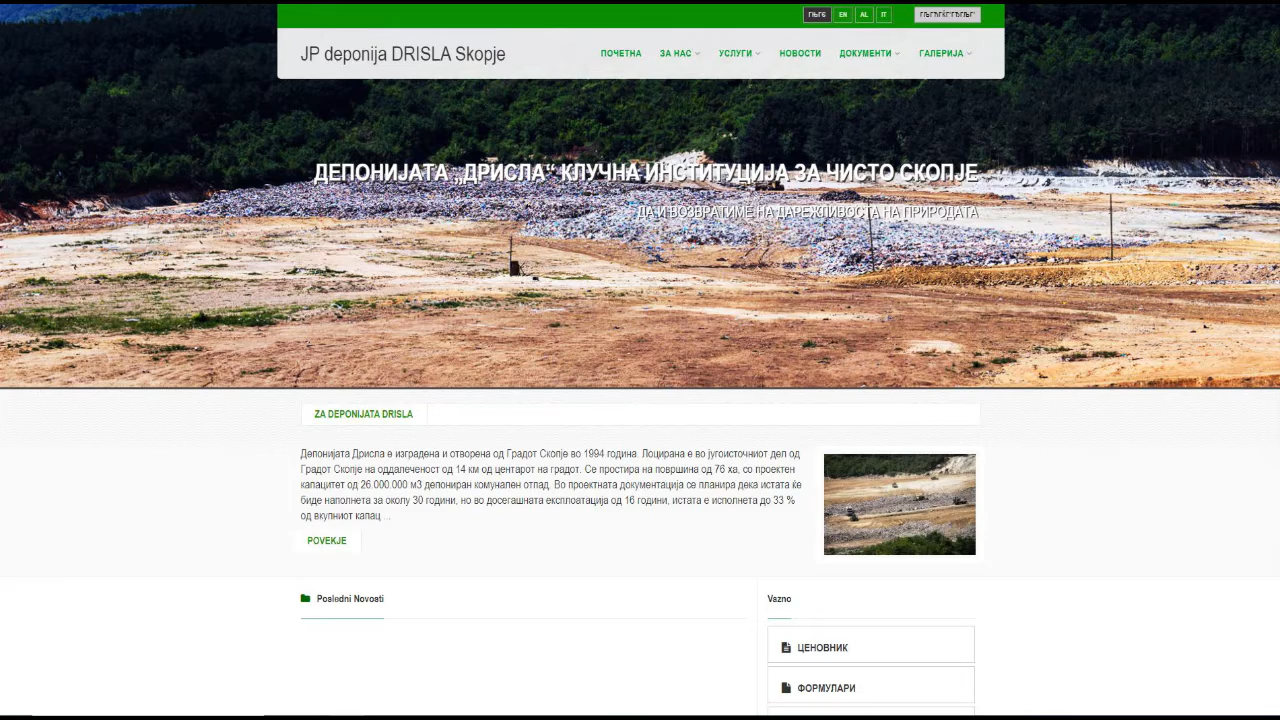 EN AL IT
JP deponija DRISLA Skopje
ПОЧЕТНА ЗА НАС УСЛУГИ НОВОСТИ ДОКУМЕНТИ ГАЛЕРИЈА
ДЕПОНИЈАТА „ДРИСЛА“ КЛУЧНА ИНСТИТУЦИЈА ЗА ЧИСТО СКОПЈЕ
ДА И ВОЗВРАТИМЕ НА ДАРЕЖЛИВОСТА НА ПРИРОДАТА
ZA DEPONIJATA DRISLA
Депонијата Дрисла е изградена и отворена од Градот Скопје во 1994 година. Лоцирана е во југоисточниот дел од
Градот Скопје на оддалеченост од 14 км од центарот на градот. Се простира на површина од 76 ха, со проектен
капацитет од 26.000.000 м3 депониран комунален отпад. Во проектната документација се планира дека истата ќе
биде наполнета за околу 30 години, но во досегашната експлоатација од 16 години, истата е исполнета до 33 %
од вкупниот капац ...
POVEKJE
Posledni Novosti
Vazno
ЦЕНОВНИК
ФОРМУЛАРИ